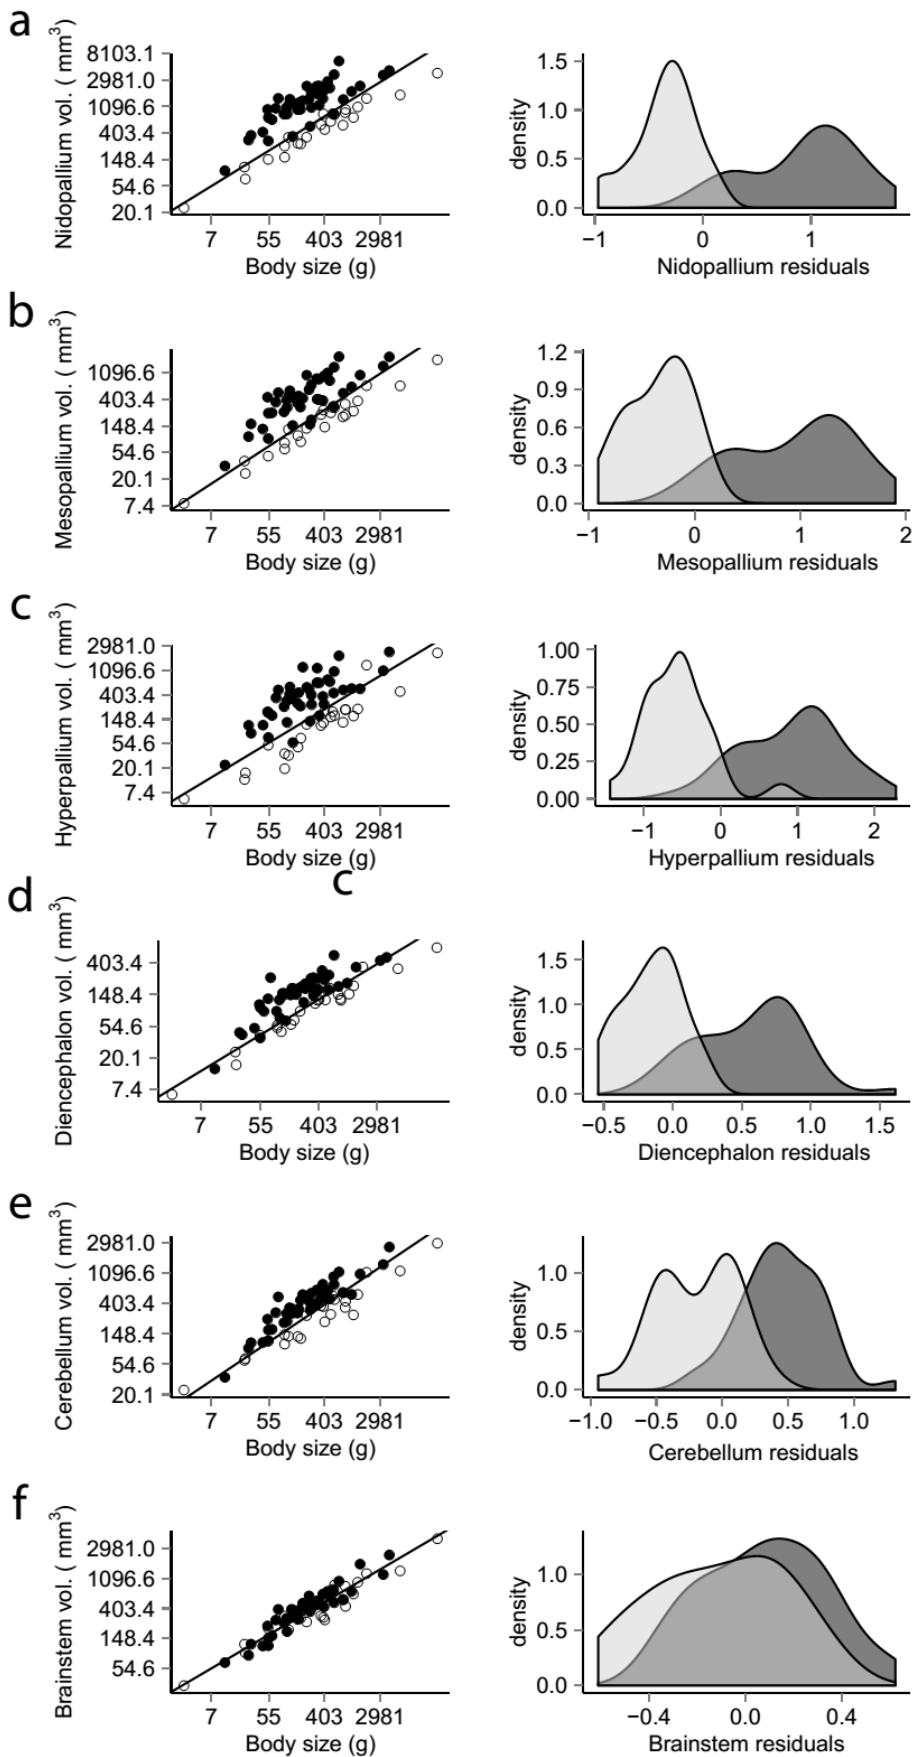 a
Nidopallium vol. ( mm³)
8103.1
2981.0
1096.6
403.4
148.4
54.6
20.1
7 55 403 2981
Body size (g)
density
1.5
1.0
0.5
0.0
−1 0 1
Nidopallium residuals
b
Mesopallium vol. ( mm³)
1096.6
403.4
148.4
54.6
20.1
7.4
7 55 403 2981
Body size (g)
density
1.2
0.9
0.6
0.3
0.0
−1 0 1 2
Mesopallium residuals
c
Hyperpallium vol. ( mm³)
2981.0
1096.6
403.4
148.4
54.6
20.1
7.4
7 55 403 2981
Body size (g)
density
1.00
0.75
0.50
0.25
0.00
−1 0 1 2
Hyperpallium residuals
c
d
Diencephalon vol. ( mm³)
403.4
148.4
54.6
20.1
7.4
7 55 403 2981
Body size (g)
density
1.5
1.0
0.5
0.0
−0.5 0.0 0.5 1.0 1.5
Diencephalon residuals
e
Cerebellum vol. ( mm³)
2981.0
1096.6
403.4
148.4
54.6
20.1
7 55 403 2981
Body size (g)
density
1.0
0.5
0.0
−1.0 −0.5 0.0 0.5 1.0
Cerebellum residuals
f
Brainstem vol. ( mm³)
2981.0
1096.6
403.4
148.4
54.6
7 55 403 2981
Body size (g)
density
1.0
0.5
0.0
−0.4 0.0 0.4
Brainstem residuals